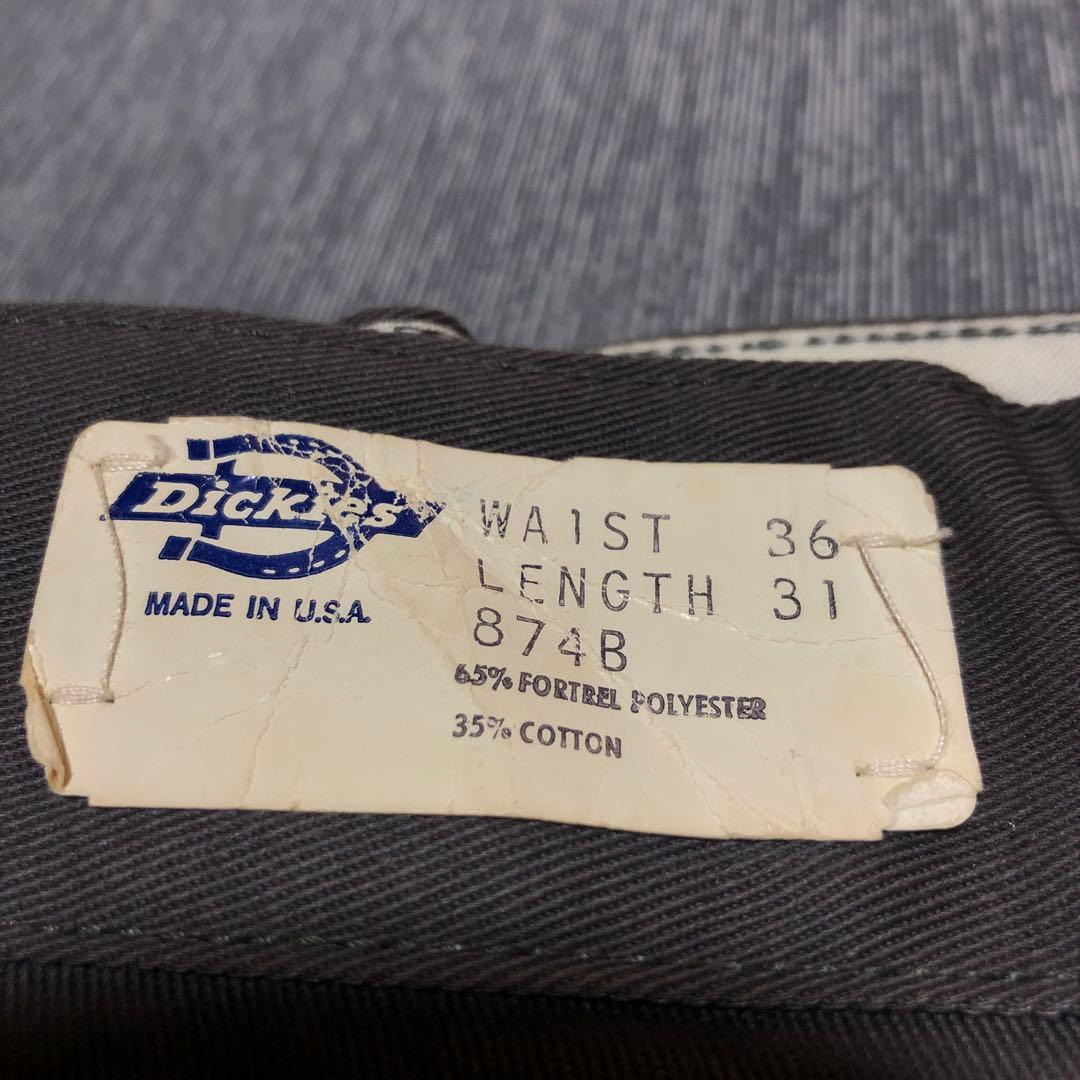 Dickies
MADE IN U.S.A.
WAIST 36
LENGTH 31
874B
65% FORTREL POLYESTER
35% COTTON